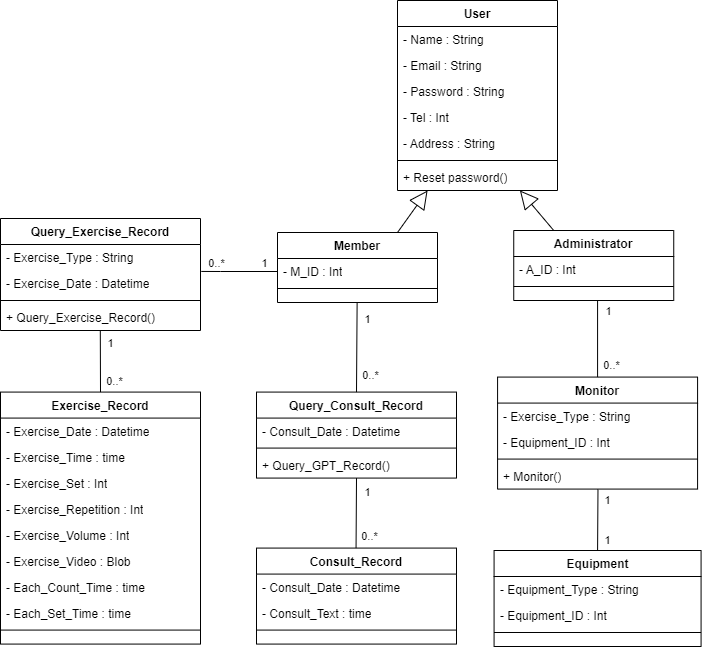 User
- Name : String
- Email : String
- Password : String
- Tel : Int
- Address : String
+ Reset password()
Query_Exercise_Record
- Exercise_Type : String
- Exercise_Date : Datetime
+ Query_Exercise_Record()
0..*
1
Member
- M_ID : Int
Administrator
- A_ID : Int
1
0..*
1
0..*
1
0..*
Exercise_Record
- Exercise_Date : Datetime
- Exercise_Time : time
- Exercise_Set : Int
- Exercise_Repetition : Int
- Exercise_Volume : Int
- Exercise_Video : Blob
- Each_Count_Time : time
- Each_Set_Time : time
Query_Consult_Record
- Consult_Date : Datetime
+ Query_GPT_Record()
1
0..*
Consult_Record
- Consult_Date : Datetime
- Consult_Text : time
Monitor
- Exercise_Type : String
- Equipment_ID : Int
+ Monitor()
1
1
Equipment
- Equipment_Type : String
- Equipment_ID : Int